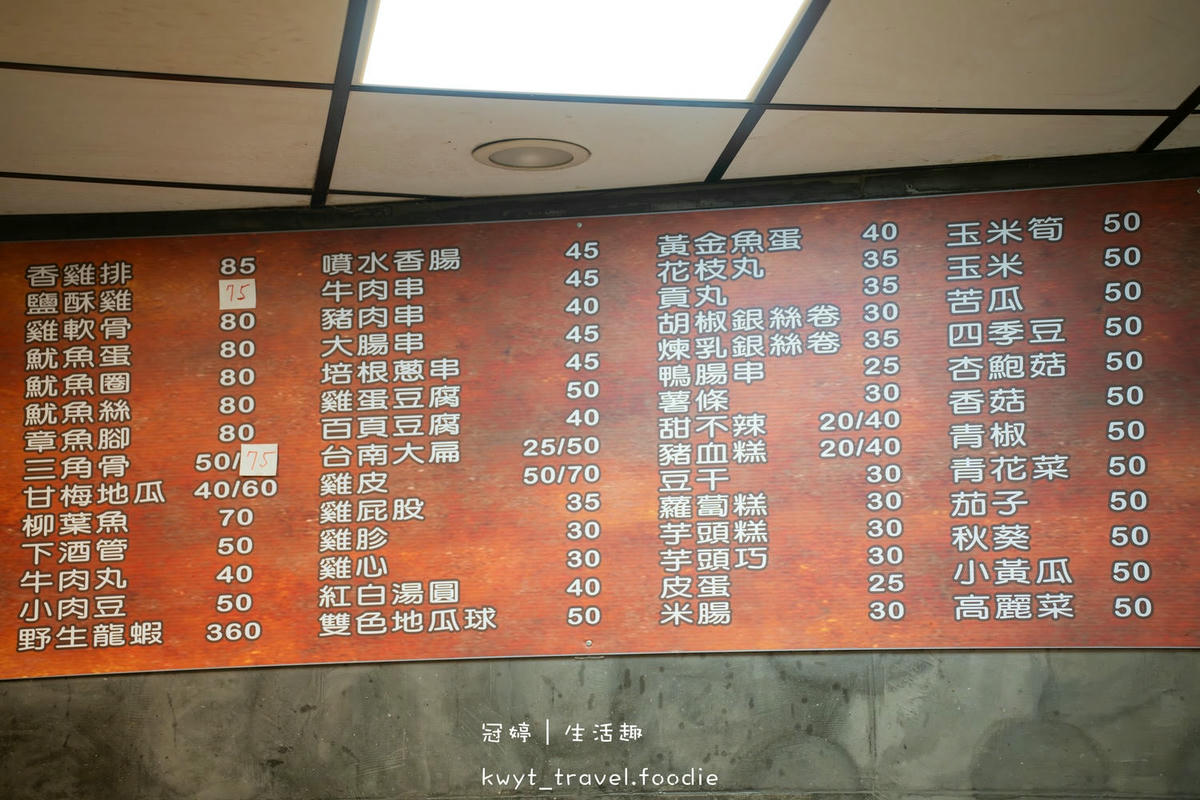 香雞排 85
鹽酥雞 75
雞軟骨 80
魷魚蛋 80
魷魚圈 80
魷魚絲 80
章魚腳 80
三角骨 50/75
甘梅地瓜 40/60
柳葉魚 70
下酒管 50
牛肉丸 40
小肉豆 50
野生龍蝦 360
噴水香腸 45
牛肉串 45
豬肉串 40
大腸串 45
培根蔥串 45
雞蛋豆腐 50
百頁豆腐 40
台南大扁 25/50
雞皮 50/70
雞屁股 35
雞胗 30
雞心 30
紅白湯圓 40
雙色地瓜球 50
黃金魚蛋 40
花枝丸 35
貢丸 35
胡椒銀絲卷 30
煉乳銀絲卷 35
鴨腸串 25
薯條 30
甜不辣 20/40
豬血糕 20/40
豆干 30
蘿蔔糕 30
芋頭糕 30
芋頭巧 30
皮蛋 25
米腸 30
玉米筍 50
玉米 50
苦瓜 50
四季豆 50
杏鮑菇 50
香菇 50
青椒 50
青花菜 50
茄子 50
秋葵 50
小黃瓜 50
高麗菜 50
冠婷｜生活趣
kwyt_travel.foodie